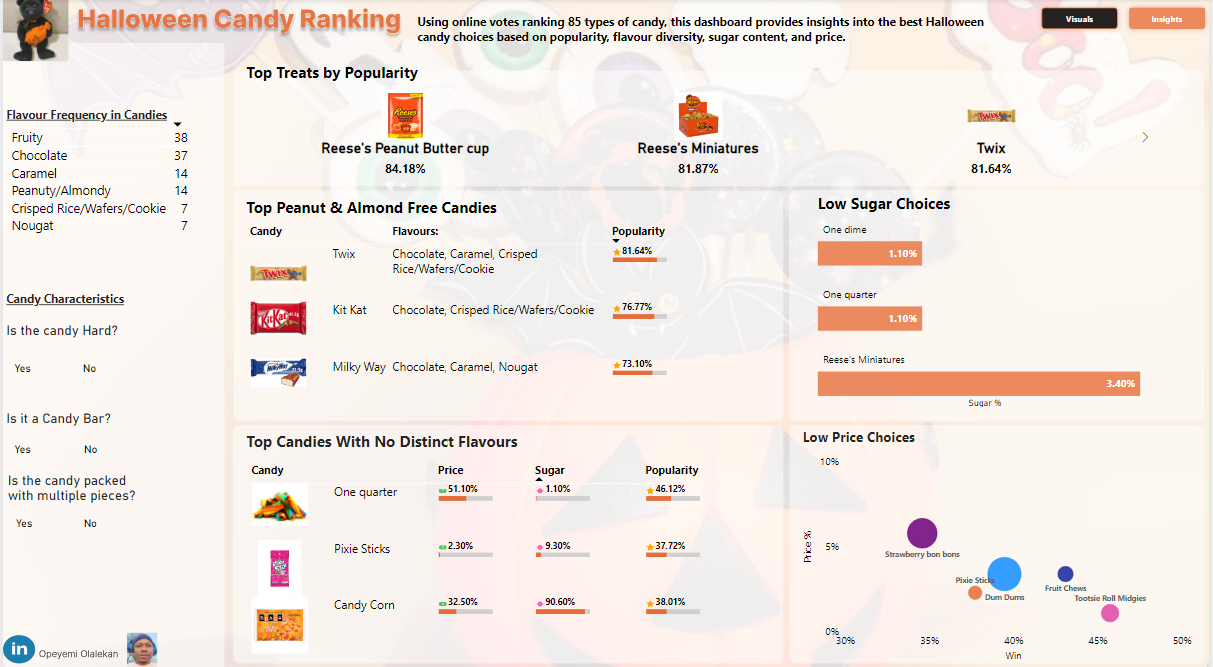 Halloween Candy Ranking
Using online votes ranking 85 types of candy, this dashboard provides insights into the best Halloween
candy choices based on popularity, flavour diversity, sugar content, and price.
Visuals
Insights
Flavour Frequency in Candies
Fruity 38
Chocolate 37
Caramel 14
Peanuty/Almondy 14
Crisped Rice/Wafers/Cookie 7
Nougat 7
Candy Characteristics
Is the candy Hard?
Yes No
Is it a Candy Bar?
Yes No
Is the candy packed
with multiple pieces?
Yes No
in
Opeyemi Olalekan
Top Treats by Popularity
Reese's
TWIX
Reese's Peanut Butter cup
84.18%
Reese's Miniatures
81.87%
Twix
81.64%
Top Peanut & Almond Free Candies
Candy Flavours: Popularity
TWIX
Twix
Chocolate, Caramel, Crisped
Rice/Wafers/Cookie
81.64%
KitKat
Kit Kat
Chocolate, Crisped Rice/Wafers/Cookie
76.77%
MilkyWay
Milky Way
Chocolate, Caramel, Nougat
73.10%
Low Sugar Choices
One dime
1.10%
One quarter
1.10%
Reese's Miniatures
3.40%
Sugar %
Top Candies With No Distinct Flavours
Candy Price Sugar Popularity
One quarter 51.10% 1.10% 46.12%
Pixie Sticks 2.30% 9.30% 37.72%
Candy Corn 32.50% 90.60% 38.01%
Low Price Choices
10%
5%
0%
Price %
Strawberry bon bons
Pixie Sticks
Dum Dums
Fruit Chews
Tootsie Roll Midgies
30% 35% 40% 45% 50%
Win